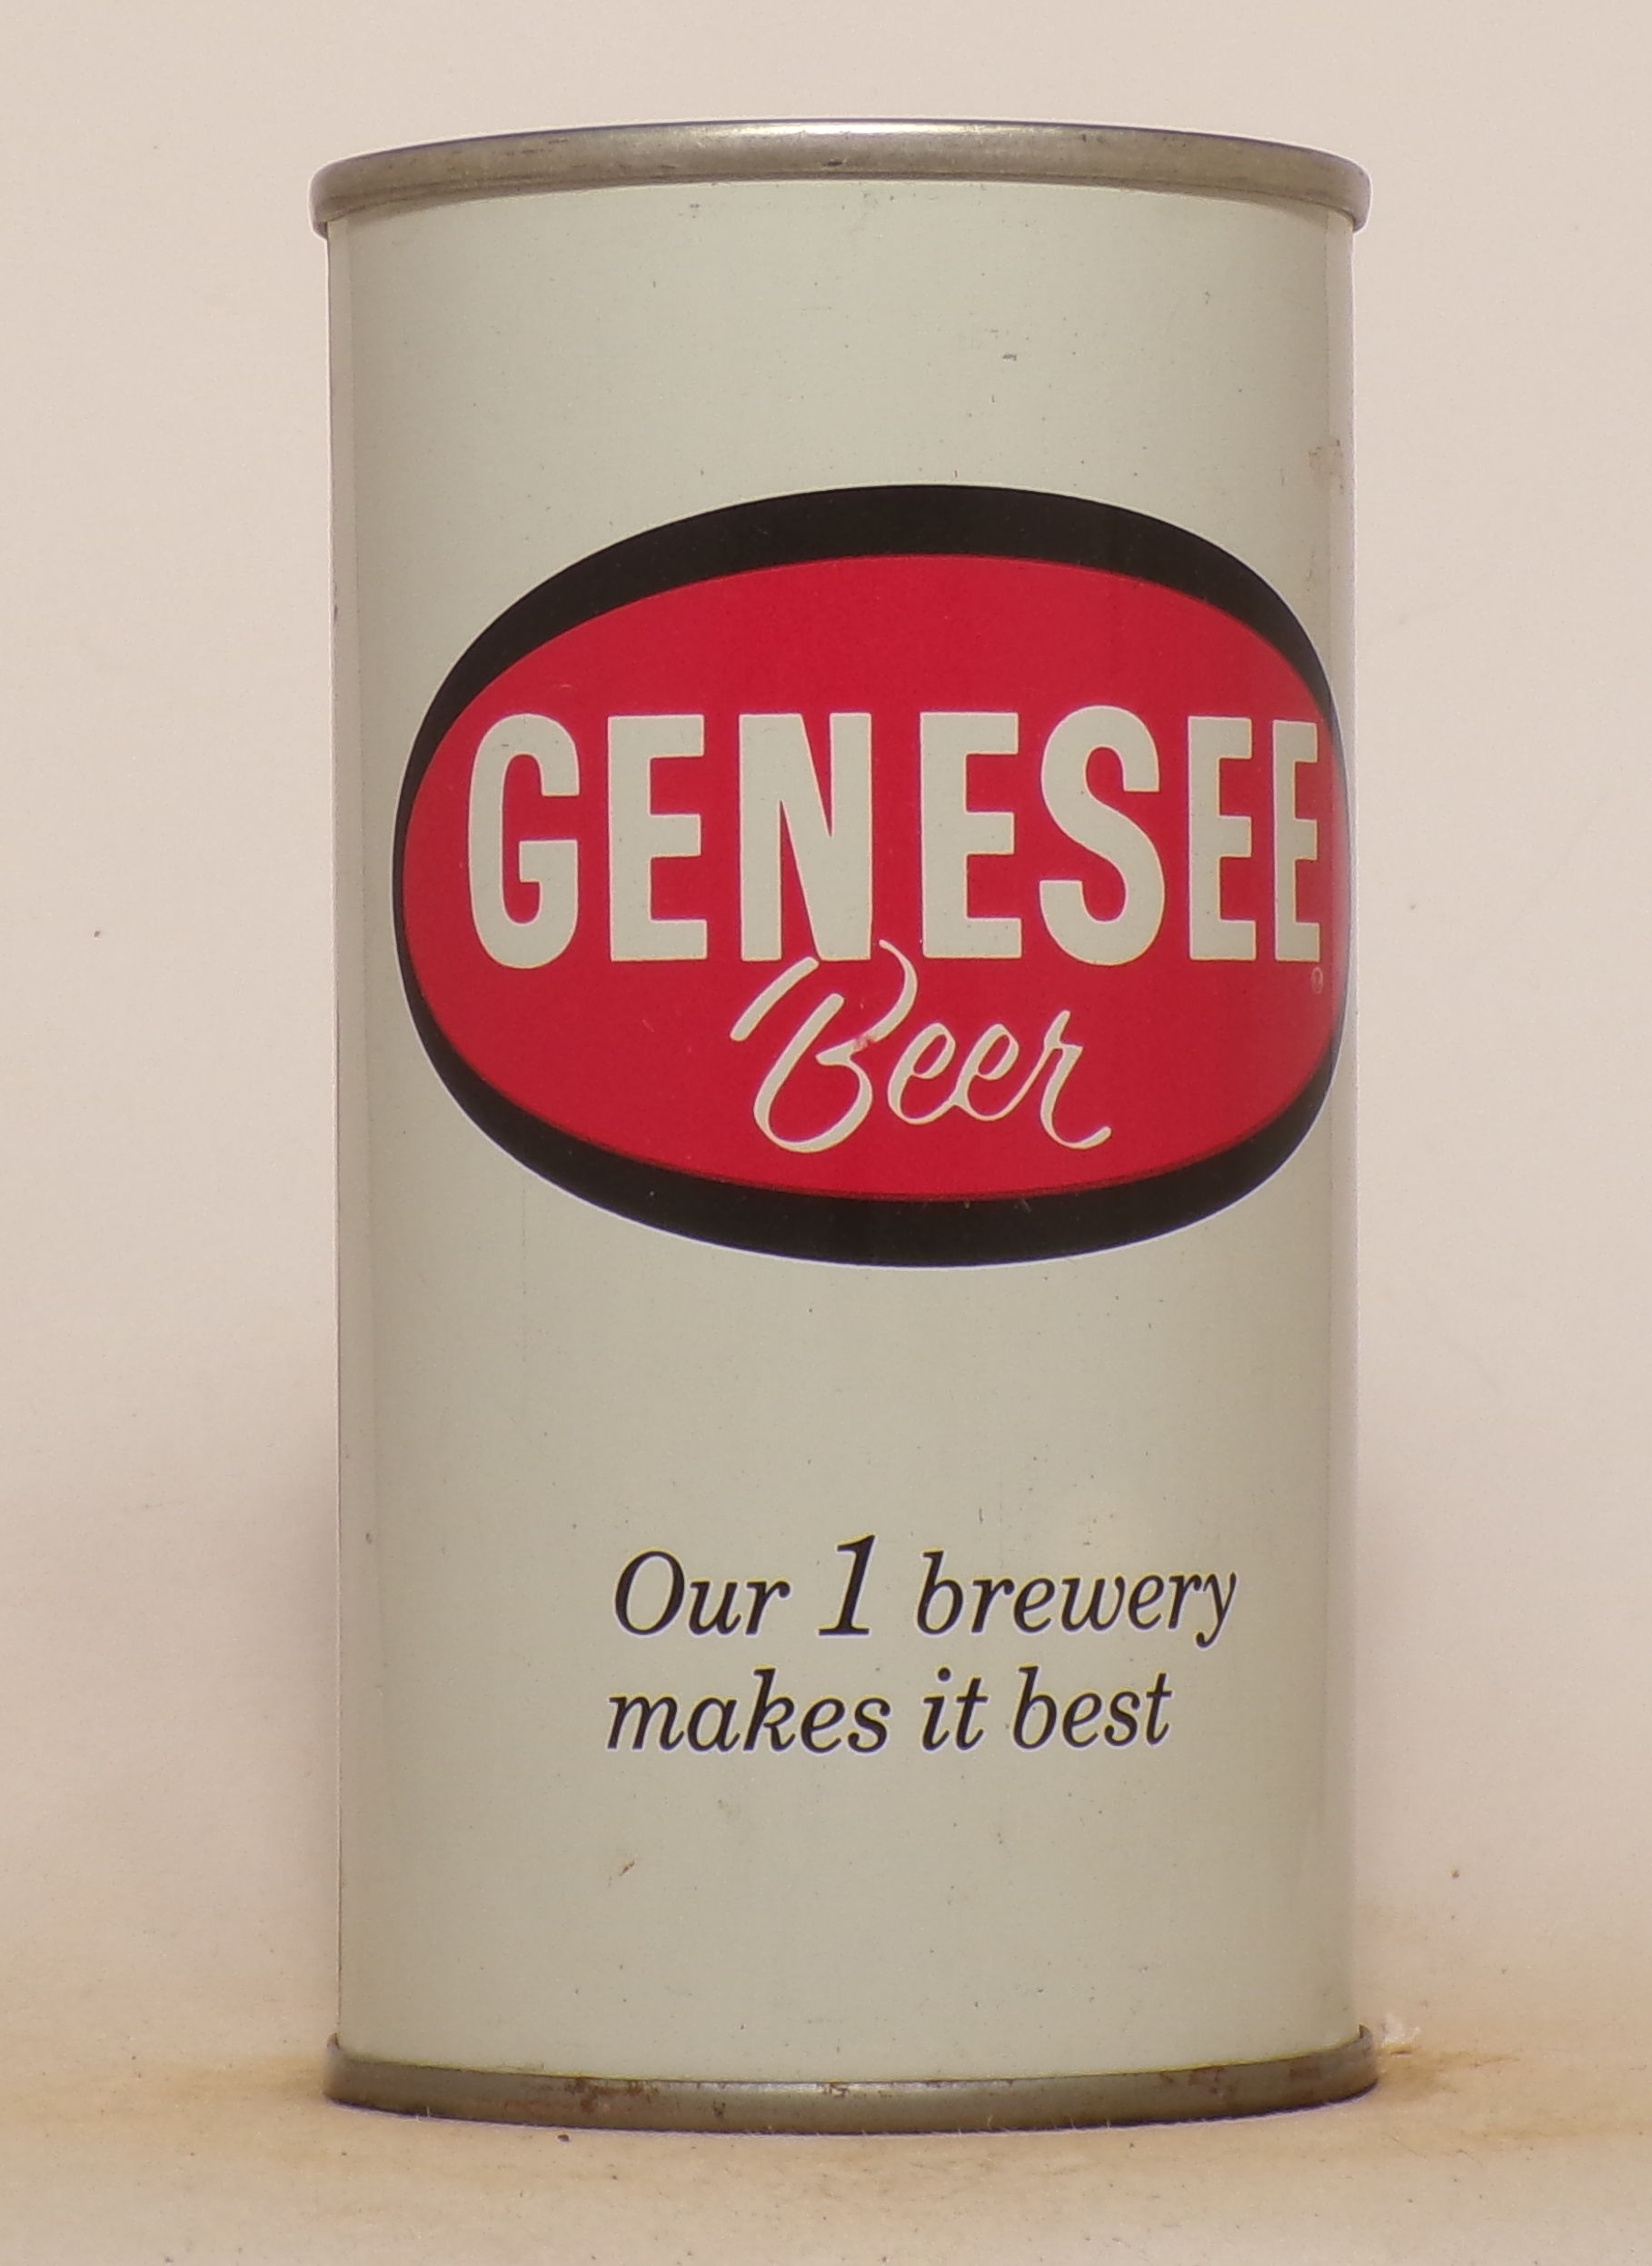 GENESEE
Beer
Our 1 brewery
makes it best